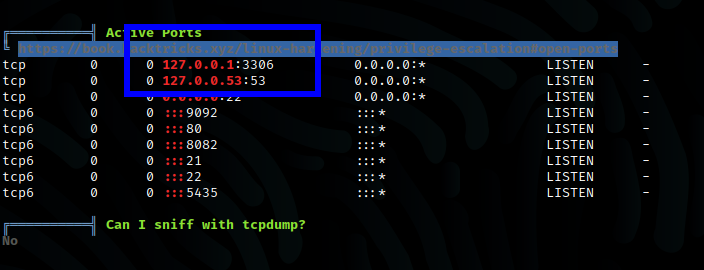 Active Ports
https://book.hacktricks.xyz/linux-hardening/privilege-escalation#open-ports
tcp 0 0 127.0.0.1:3306 0.0.0.0:* LISTEN -
tcp 0 0 127.0.0.53:53 0.0.0.0:* LISTEN -
tcp 0 0 0.0.0.0:22 0.0.0.0:* LISTEN -
tcp6 0 0 :::9092 :::* LISTEN -
tcp6 0 0 :::80 :::* LISTEN -
tcp6 0 0 :::8082 :::* LISTEN -
tcp6 0 0 :::21 :::* LISTEN -
tcp6 0 0 :::22 :::* LISTEN -
tcp6 0 0 :::5435 :::* LISTEN -
Can I sniff with tcpdump?
No